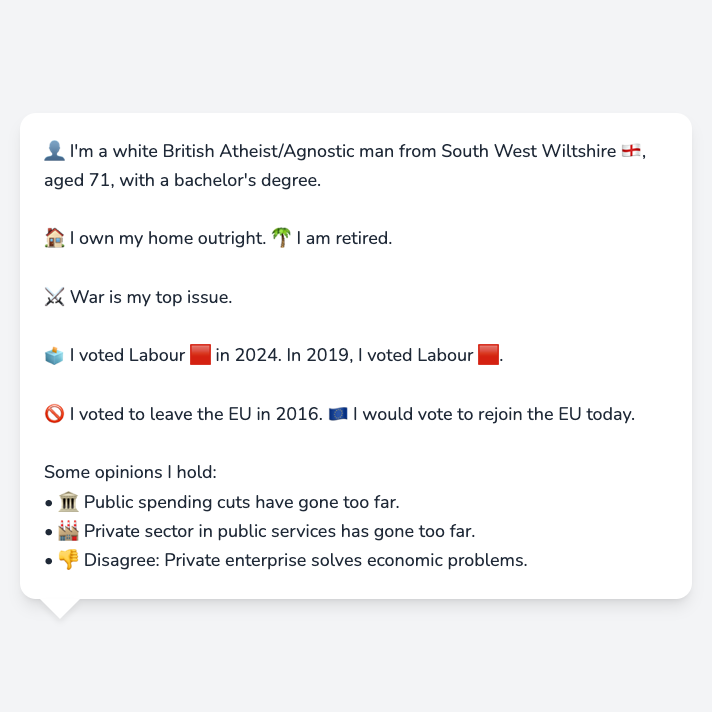 👤 I'm a white British Atheist/Agnostic man from South West Wiltshire 🏴󠁧󠁢󠁥󠁮󠁧󠁿,
aged 71, with a bachelor's degree.
🏠 I own my home outright. 🌴 I am retired.
⚔️ War is my top issue.
🗳️ I voted Labour 🟥 in 2024. In 2019, I voted Labour 🟥.
🚫 I voted to leave the EU in 2016. 🇪🇺 I would vote to rejoin the EU today.
Some opinions I hold:
• 🏛️ Public spending cuts have gone too far.
• 🏭 Private sector in public services has gone too far.
• 👎 Disagree: Private enterprise solves economic problems.